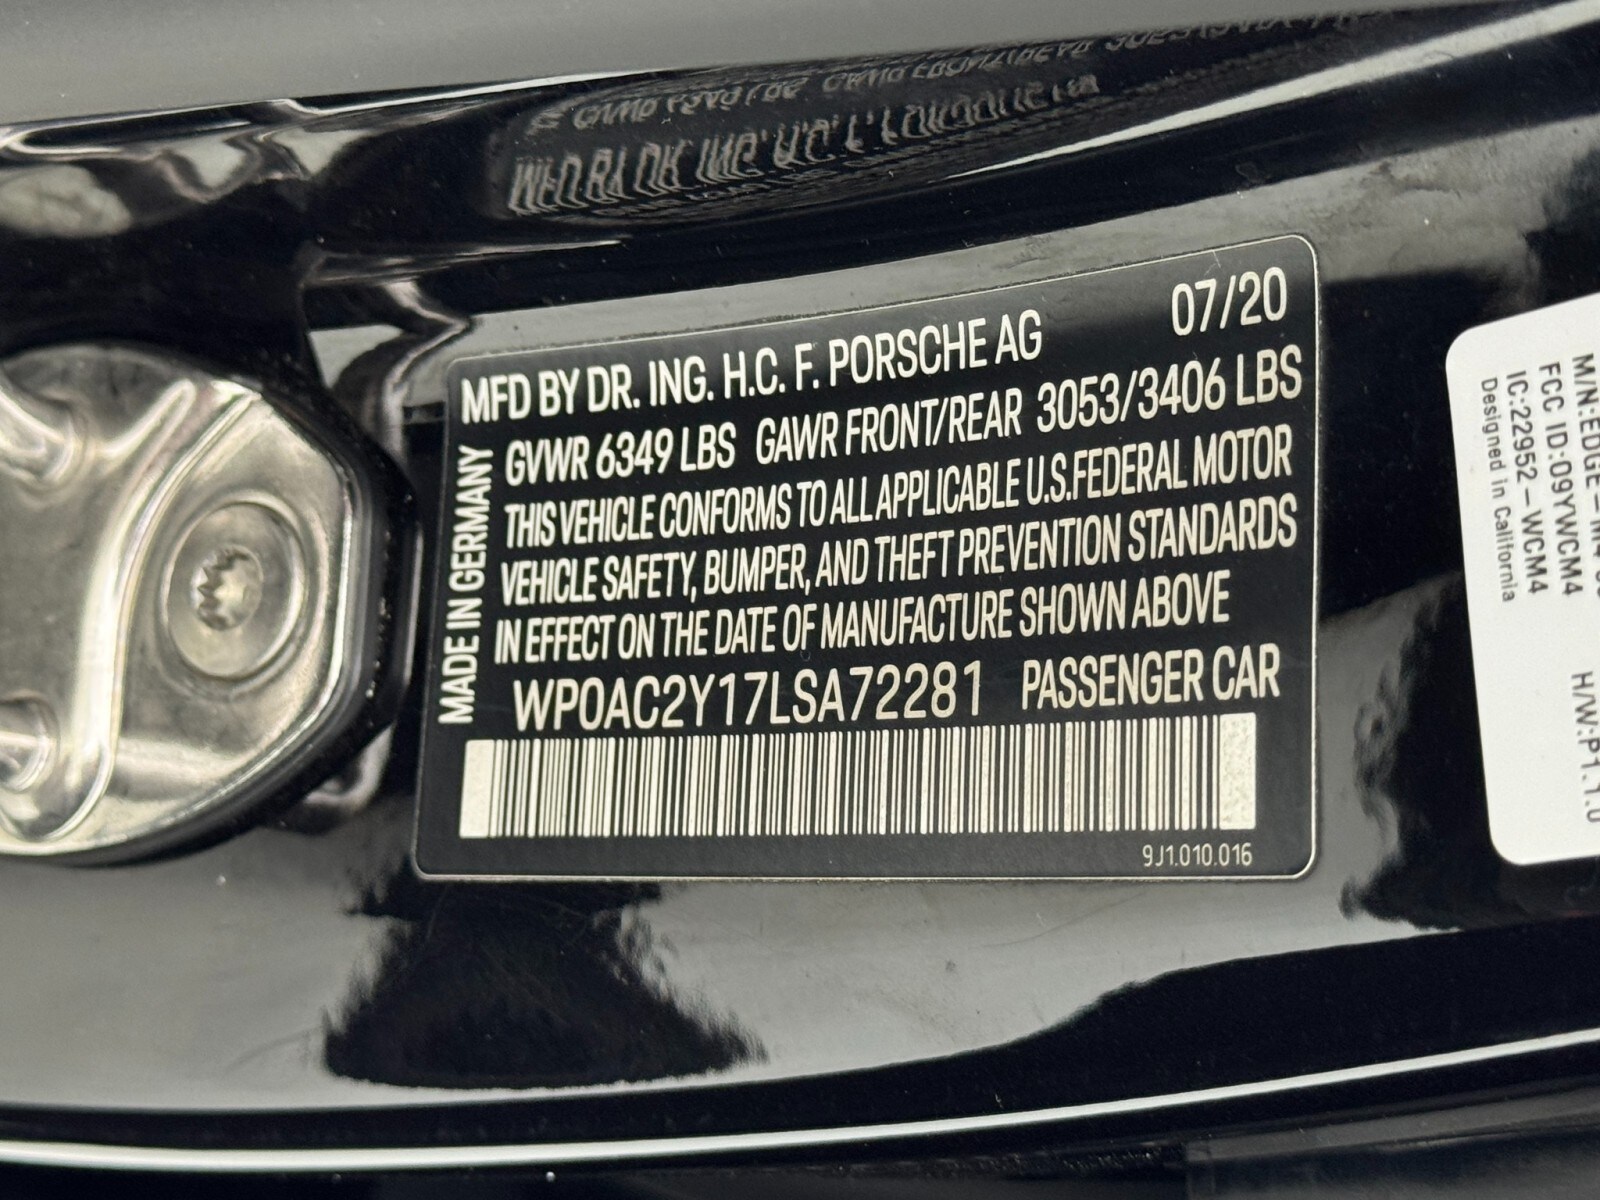 MFD BY DR. ING. H.C. F. PORSCHE AG 07/20
GVWR 6349 LBS GAWR FRONT/REAR 3053/3406 LBS
THIS VEHICLE CONFORMS TO ALL APPLICABLE U.S.FEDERAL MOTOR
VEHICLE SAFETY, BUMPER, AND THEFT PREVENTION STANDARDS
IN EFFECT ON THE DATE OF MANUFACTURE SHOWN ABOVE
WP0AC2Y17LSA72281 PASSENGER CAR
9J1.010.016
MADE IN GERMANY
H/W:P1.1.0
FCC ID:O9YWCM4
IC:22952-WCM4
Designed in California